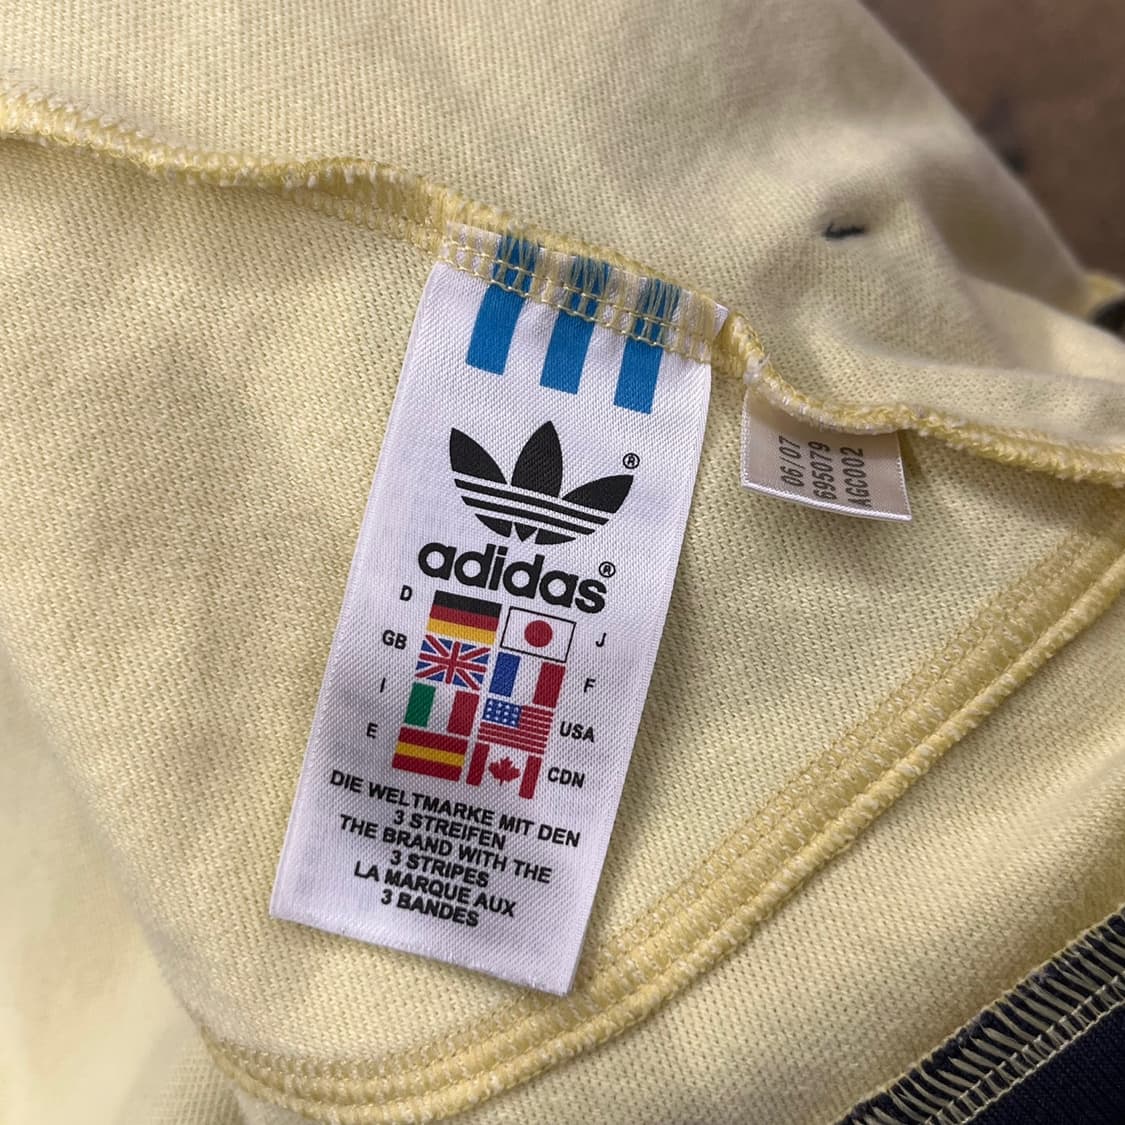 ®
adidas®
D
J
GB
F
I
USA
E
CDN
DIE WELTMARKE MIT DEN
3 STREIFEN
THE BRAND WITH THE
3 STRIPES
LA MARQUE AUX
3 BANDES
06/07
695079
AGC002